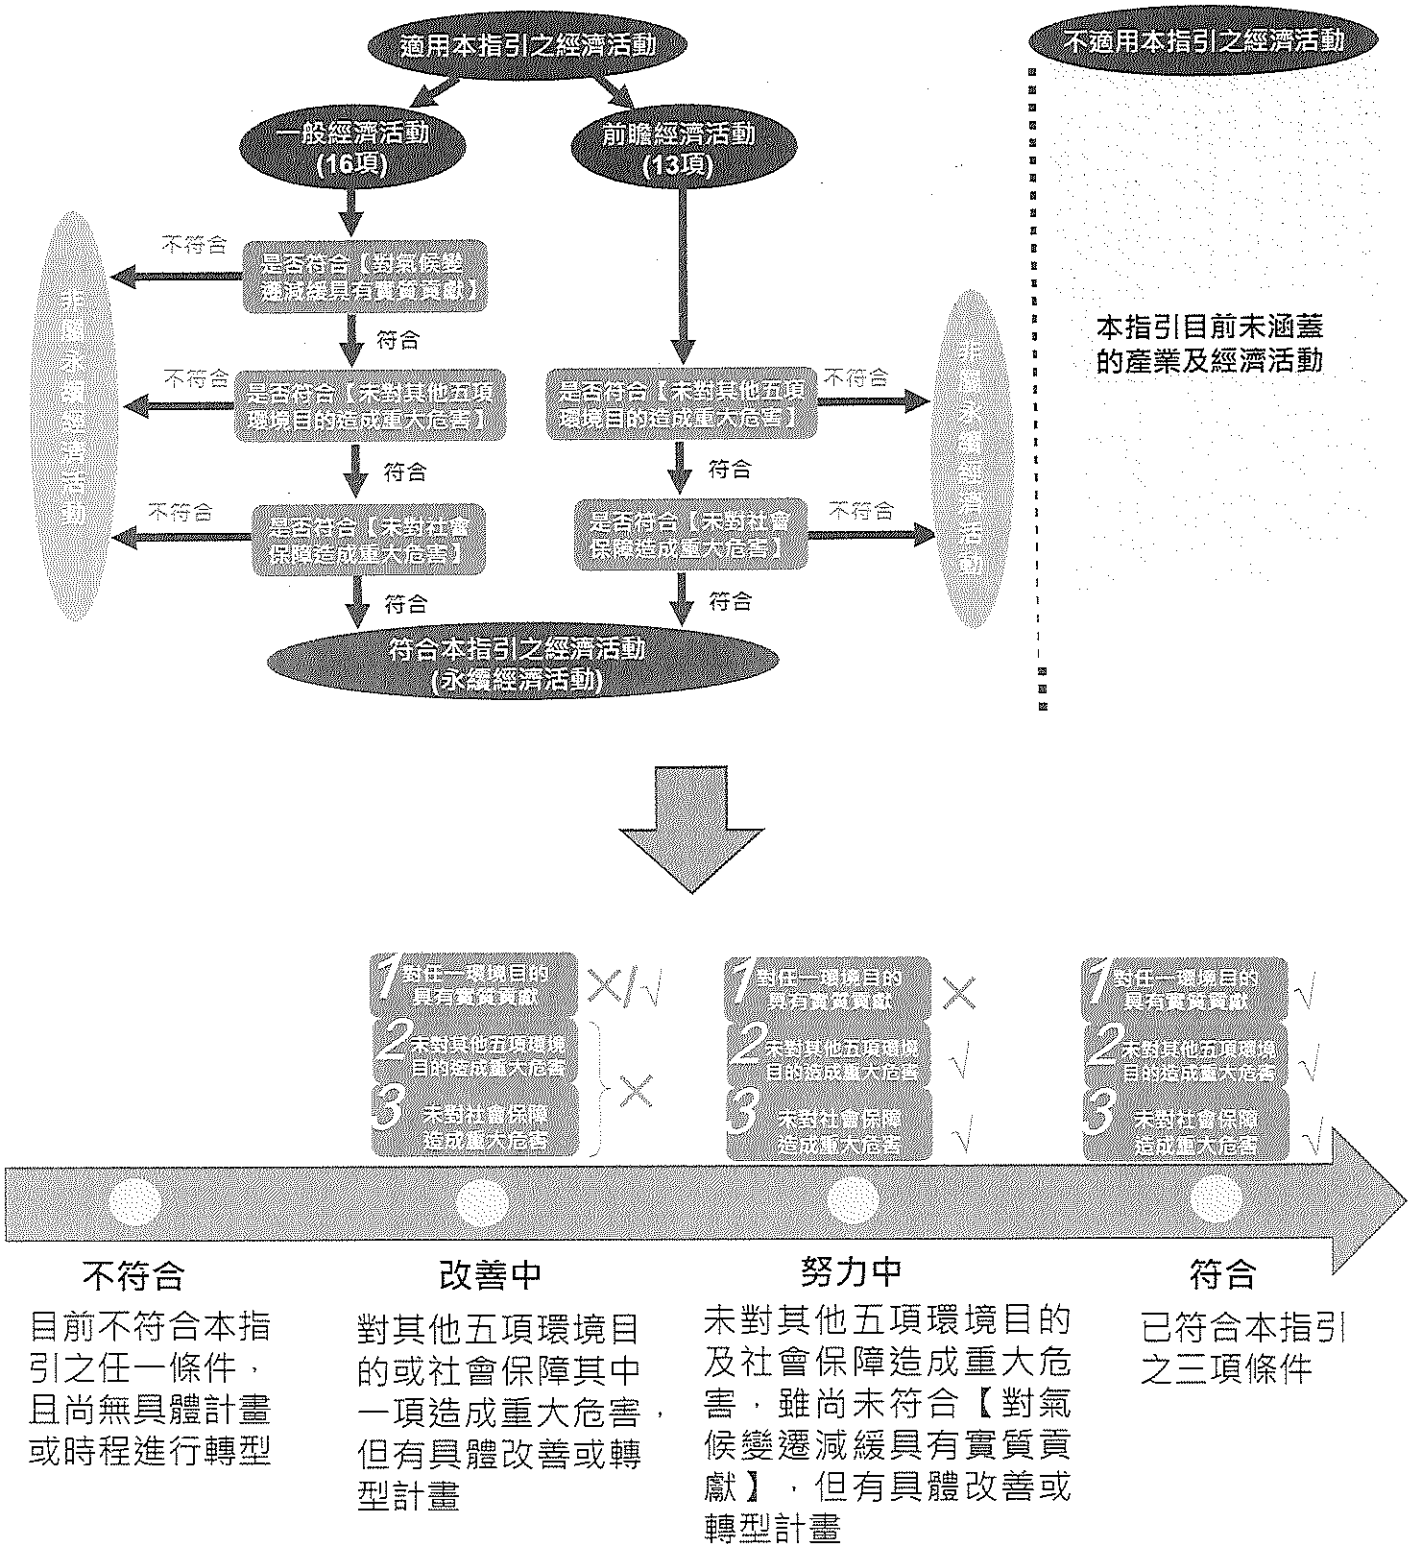 適用本指引之經濟活動
不適用本指引之經濟活動
一般經濟活動
(16項)
前瞻經濟活動
(13項)
不符合
是否符合【對氣候變
遷減緩具有實質貢獻】
符合
非屬永續經濟活動
不符合
是否符合【未對其他五項
環境目的造成重大危害】
符合
不符合
是否符合【未對社會
保障造成重大危害】
符合
是否符合【未對其他五項
環境目的造成重大危害】
不符合
符合
是否符合【未對社會
保障造成重大危害】
不符合
符合
非屬永續經濟活動
符合本指引之經濟活動
(永續經濟活動)
本指引目前未涵蓋
的產業及經濟活動
1 對任一環境目的
具有實質貢獻
×/√
2 未對其他五項環境
目的造成重大危害
3 未對社會保障
造成重大危害
×
1 對任一環境目的
具有實質貢獻
×
2 未對其他五項環境
目的造成重大危害
√
3 未對社會保障
造成重大危害
√
1 對任一環境目的
具有實質貢獻
√
2 未對其他五項環境
目的造成重大危害
√
3 未對社會保障
造成重大危害
√
不符合
目前不符合本指
引之任一條件，
且尚無具體計畫
或時程進行轉型
改善中
對其他五項環境目
的或社會保障其中
一項造成重大危害，
但有具體改善或轉
型計畫
努力中
未對其他五項環境目的
及社會保障造成重大危
害，雖尚未符合【對氣
候變遷減緩具有實質貢
獻】，但有具體改善或
轉型計畫
符合
已符合本指引
之三項條件